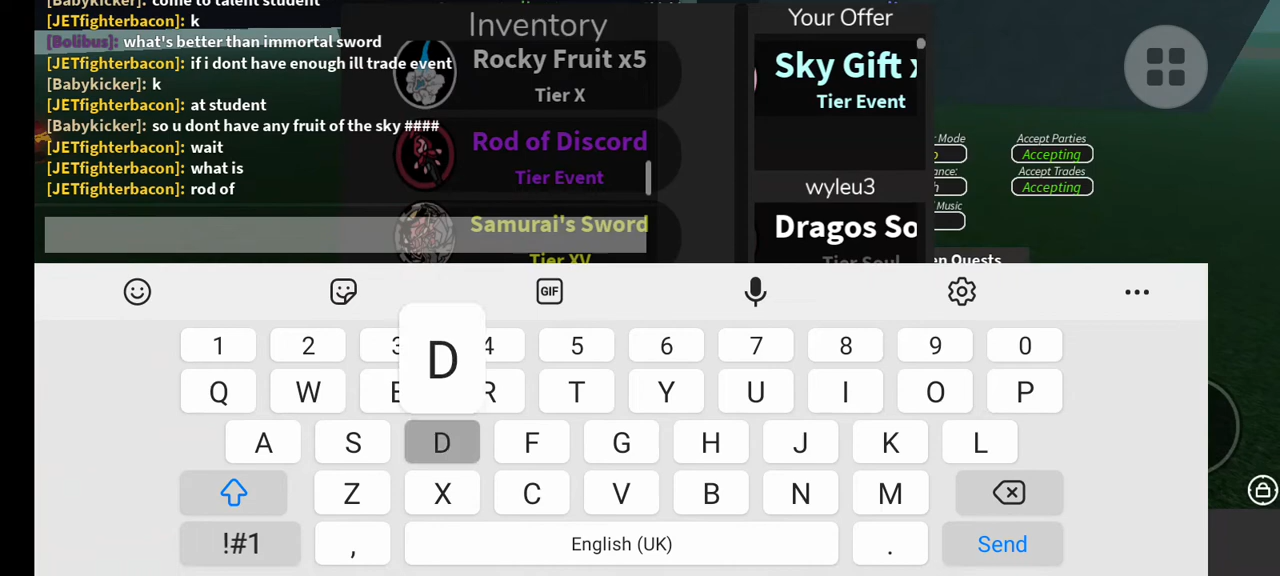 [Babykicker]: come to talent student
[JETfighterbacon]: k
[Bolibus]: what's better than immortal sword
[JETfighterbacon]: if i dont have enough ill trade event
[Babykicker]: k
[JETfighterbacon]: at student
[Babykicker]: so u dont have any fruit of the sky ####
[JETfighterbacon]: wait
[JETfighterbacon]: what is
[JETfighterbacon]: rod of
Inventory
Rocky Fruit x5
Tier X
Rod of Discord
Tier Event
Samurai's Sword
Tier XV
Your Offer
Sky Gift x
Tier Event
wyleu3
Dragos So
Tier Soul
Mode
Accept Parties
Accepting
ance:
Accept Trades
h
Accepting
Music
en Quests
GIF
D
1 2 3 4 5 6 7 8 9 0
Q W E R T Y U I O P
A S D F G H J K L
Z X C V B N M
!#1 , English (UK) . Send